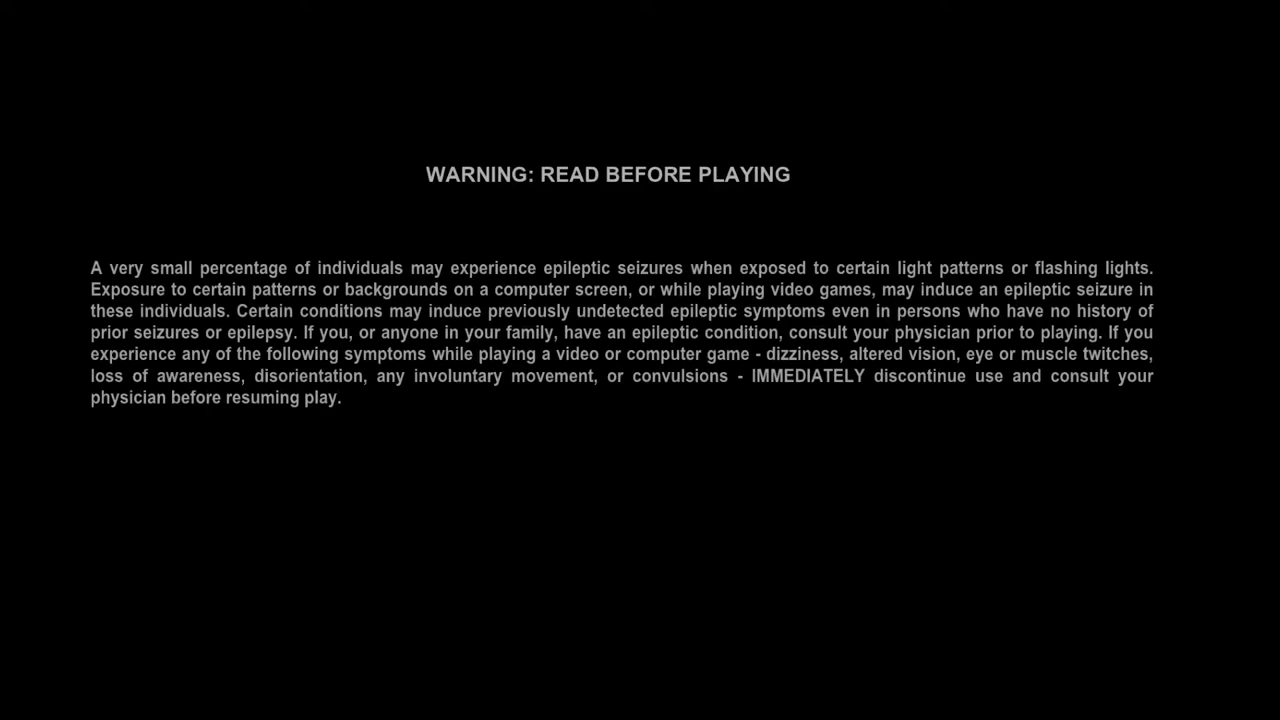 WARNING: READ BEFORE PLAYING
A very small percentage of individuals may experience epileptic seizures when exposed to certain light patterns or flashing lights.
Exposure to certain patterns or backgrounds on a computer screen, or while playing video games, may induce an epileptic seizure in
these individuals. Certain conditions may induce previously undetected epileptic symptoms even in persons who have no history of
prior seizures or epilepsy. If you, or anyone in your family, have an epileptic condition, consult your physician prior to playing. If you
experience any of the following symptoms while playing a video or computer game - dizziness, altered vision, eye or muscle twitches,
loss of awareness, disorientation, any involuntary movement, or convulsions - IMMEDIATELY discontinue use and consult your
physician before resuming play.